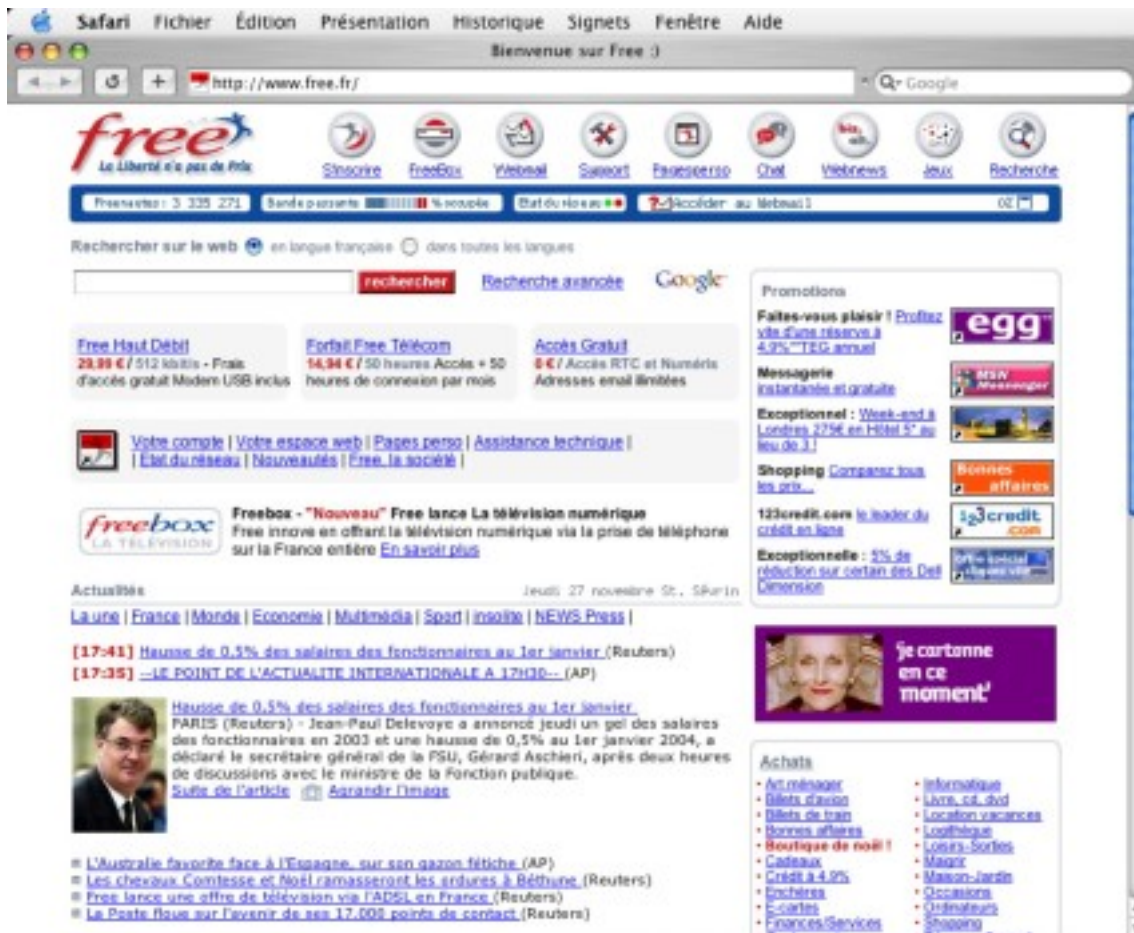 Safari Fichier Édition Présentation Historique Signets Fenêtre Aide
Bienvenue sur Free :)
http://www.free.fr/
Google
free
La Liberté n'a pas de Prix
S'inscrire FreeBox Webmail Support Pagesperso Chat Webnews Jeux Recherche
Freenautes : 3 335 271 Bande passante % occupée Etat du réseau Accéder au Webmail
Rechercher sur le web en langue française dans toutes les langues
rechercher Recherche avancée Google
Free Haut Débit
29,99 € / 512 kbit/s - Frais
d'accès gratuit Modem USB inclus
Forfait Free Télécom
14,94 € / 50 heures Accès + 50
heures de connexion par mois
Accès Gratuit
0 € / Accès RTC et Numéris
Adresses email illimitées
Votre compte | Votre espace web | Pages perso | Assistance technique |
| Etat du réseau | Nouveautés | Free, la société |
freebox
LA TELEVISION
Freebox - "Nouveau" Free lance La télévision numérique
Free innove en offrant la télévision numérique via la prise de téléphone
sur la France entière En savoir plus
Actualités
Jeudi 27 novembre St. Séurin
La une | France | Monde | Economie | Multimédia | Sport | insolite | NEWS Press |
[17:41] Hausse de 0,5% des salaires des fonctionnaires au 1er janvier (Reuters)
[17:35] --LE POINT DE L'ACTUALITE INTERNATIONALE A 17H30-- (AP)
Hausse de 0,5% des salaires des fonctionnaires au 1er janvier
PARIS (Reuters) - Jean-Paul Delevoye a annoncé jeudi un gel des salaires
des fonctionnaires en 2003 et une hausse de 0,5% au 1er janvier 2004, a
déclaré le secrétaire général de la FSU, Gérard Aschieri, après deux heures
de discussions avec le ministre de la Fonction publique.
Suite de l'article Agrandir l'image
L'Australie favorite face à l'Espagne, sur son gazon fétiche (AP)
Les chevaux Comtesse et Noël ramasseront les ordures à Béthune (Reuters)
Free lance une offre de télévision via l'ADSL en France (Reuters)
La Poste floue sur l'avenir de ses 17.000 points de contact (Reuters)
Promotions
Faites-vous plaisir ! Profitez
vite d'une réserve à
4.9% TEG annuel
egg
Messagerie
instantanée et gratuite
MSN
Messenger
Exceptionnel : Week-end à
Londres 275€ en Hôtel 5* au
lieu de 3 !
Shopping Comparez tous
les prix...
Bonnes
affaires
123credit.com le leader du
crédit en ligne
123credit
.com
Exceptionnelle : 5% de
réduction sur certain des Dell
Dimension
Offre spécial
cliquez vite
'je cartonne
en ce
moment'
Achats
Art ménager
Billets d'avion
Billets de train
Bonnes affaires
Boutique de noël !
Cadeaux
Crédit à 4.9%
Enchères
E-cartes
Finances/Services
Informatique
Livre, cd, dvd
Location vacances
Logithèque
Loisirs-Sorties
Maigrir
Maison-Jardin
Occasions
Ordinateurs
Shopping